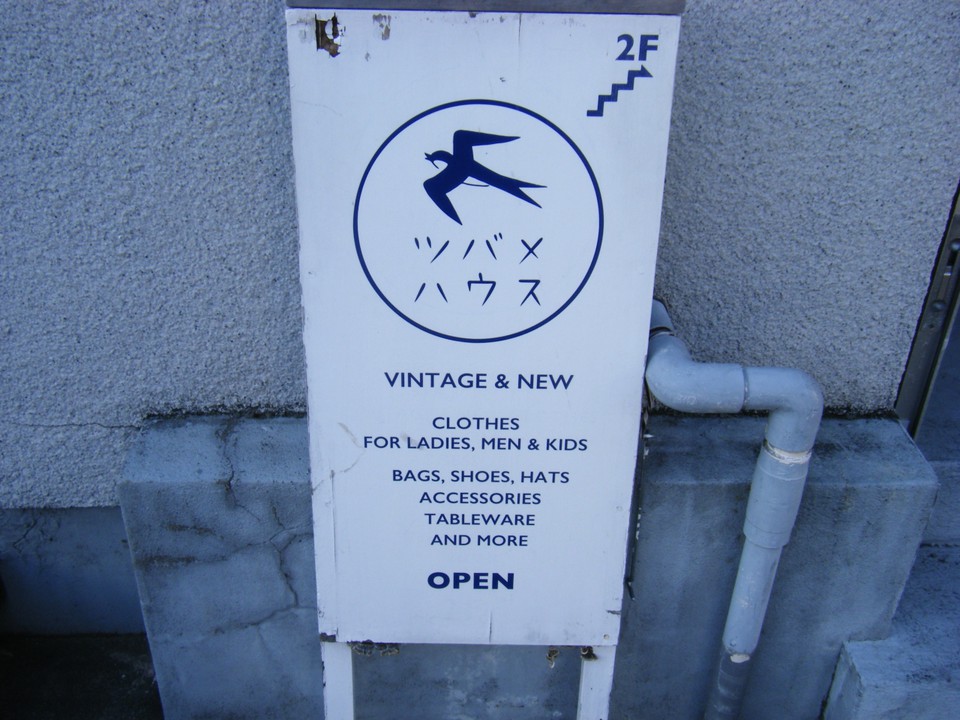 2F
ツバメ
ハウス
VINTAGE & NEW
CLOTHES
FOR LADIES, MEN & KIDS
BAGS, SHOES, HATS
ACCESSORIES
TABLEWARE
AND MORE
OPEN